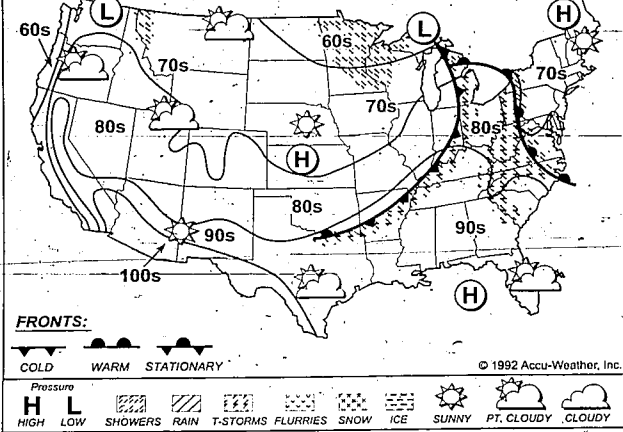 L
H
60s
60s
L
70s
70s
70s
80s
80s
H
80s
90s
90s
100s
H
FRONTS:
COLD WARM STATIONARY
© 1992 Accu-Weather, Inc.
Pressure
H L
HIGH LOW SHOWERS RAIN T-STORMS FLURRIES SNOW ICE SUNNY PT. CLOUDY CLOUDY